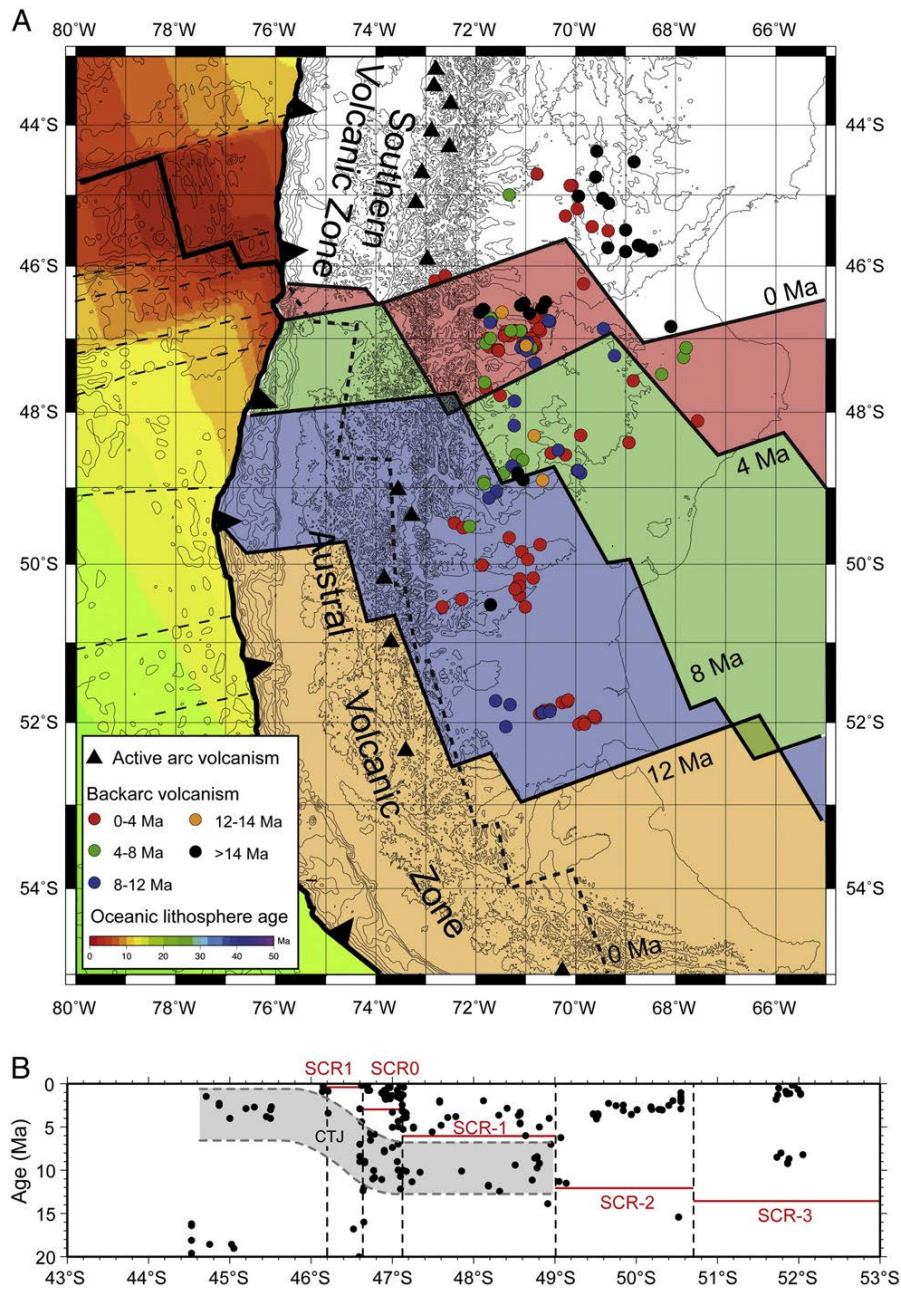 A
80°W 78°W 76°W 74°W 72°W 70°W 68°W 66°W
44°S
44°S
46°S
46°S
48°S
48°S
50°S
50°S
52°S
52°S
54°S
54°S
Southern
Volcanic Zone
Austral
Volcanic
Zone
0 Ma
4 Ma
8 Ma
12 Ma
0 Ma
Active arc volcanism
Backarc volcanism
0-4 Ma 12-14 Ma
4-8 Ma >14 Ma
8-12 Ma
Oceanic lithosphere age
Ma
0 10 20 30 40 50
80°W 78°W 76°W 74°W 72°W 70°W 68°W 66°W
B
SCR1 SCR0
Age (Ma)
0
5
10
15
20
CTJ
SCR-1
SCR-2
SCR-3
43°S 44°S 45°S 46°S 47°S 48°S 49°S 50°S 51°S 52°S 53°S